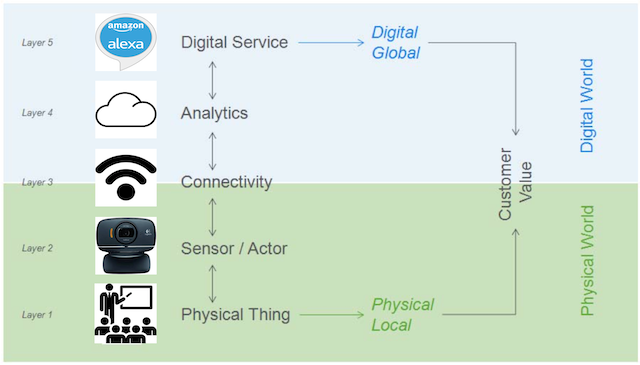 Layer 5
amazon
alexa
Digital Service
Digital
Global
Layer 4
Analytics
Digital World
Layer 3
Connectivity
Customer
Value
Layer 2
Sensor / Actor
Physical World
Layer 1
Physical Thing
Physical
Local